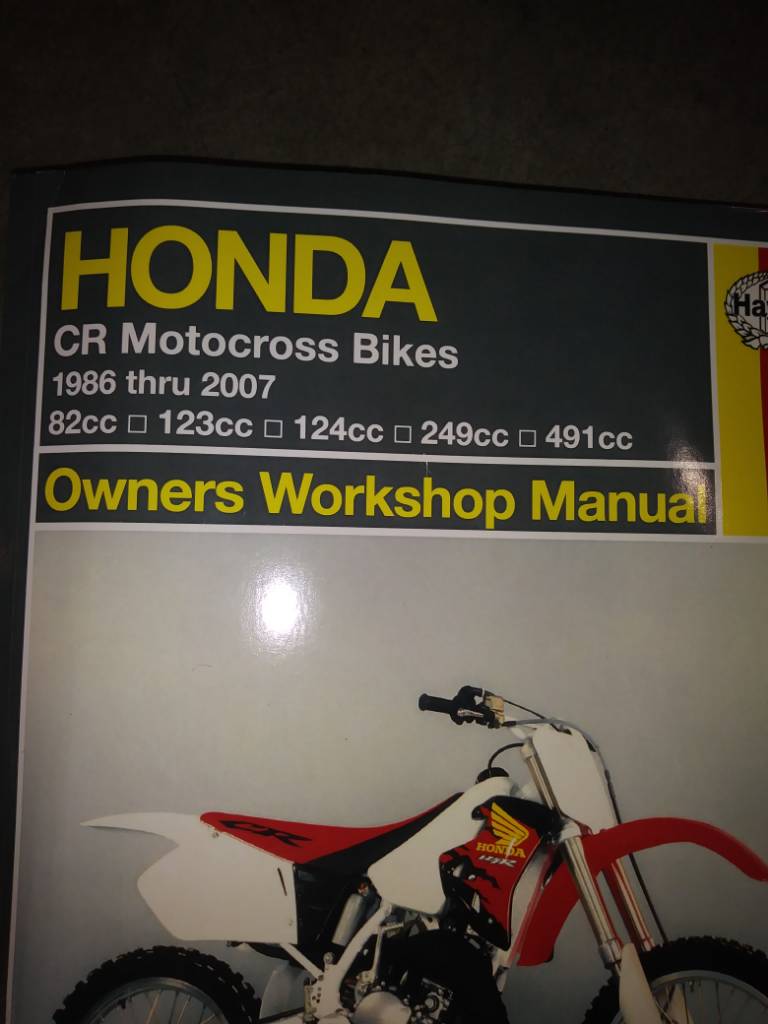 HONDA
CR Motocross Bikes
1986 thru 2007
82cc □ 123cc □ 124cc □ 249cc □ 491cc
Owners Workshop Manual
CR
HONDA